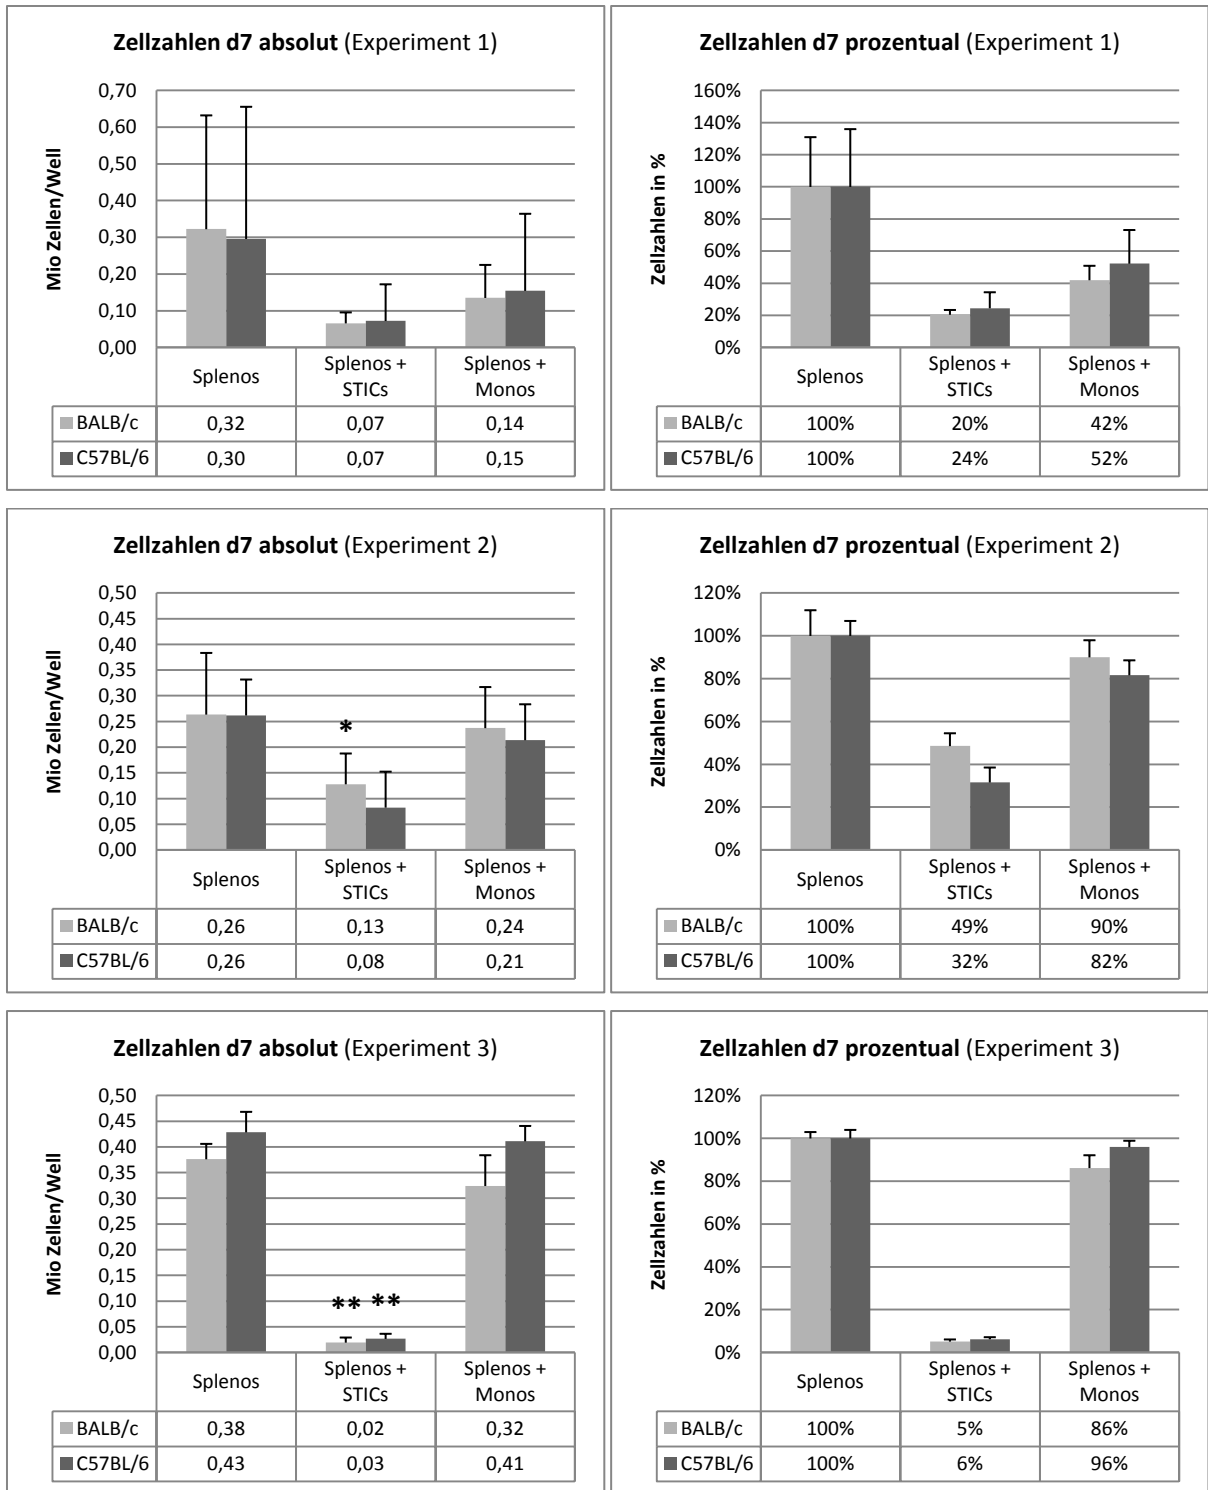 Zellzahlen d7 absolut (Experiment 1)
Mio Zellen/Well
0,70
0,60
0,50
0,40
0,30
0,20
0,10
0,00
Splenos
Splenos + STICs
Splenos + Monos
BALB/c 0,32 0,07 0,14
C57BL/6 0,30 0,07 0,15
Zellzahlen d7 prozentual (Experiment 1)
Zellzahlen in %
160%
140%
120%
100%
80%
60%
40%
20%
0%
Splenos
Splenos + STICs
Splenos + Monos
BALB/c 100% 20% 42%
C57BL/6 100% 24% 52%
Zellzahlen d7 absolut (Experiment 2)
Mio Zellen/Well
0,50
0,45
0,40
0,35
0,30
0,25
0,20
0,15
0,10
0,05
0,00
*
Splenos
Splenos + STICs
Splenos + Monos
BALB/c 0,26 0,13 0,24
C57BL/6 0,26 0,08 0,21
Zellzahlen d7 prozentual (Experiment 2)
Zellzahlen in %
120%
100%
80%
60%
40%
20%
0%
Splenos
Splenos + STICs
Splenos + Monos
BALB/c 100% 49% 90%
C57BL/6 100% 32% 82%
Zellzahlen d7 absolut (Experiment 3)
Mio Zellen/Well
0,50
0,45
0,40
0,35
0,30
0,25
0,20
0,15
0,10
0,05
0,00
** **
Splenos
Splenos + STICs
Splenos + Monos
BALB/c 0,38 0,02 0,32
C57BL/6 0,43 0,03 0,41
Zellzahlen d7 prozentual (Experiment 3)
Zellzahlen in %
120%
100%
80%
60%
40%
20%
0%
Splenos
Splenos + STICs
Splenos + Monos
BALB/c 100% 5% 86%
C57BL/6 100% 6% 96%